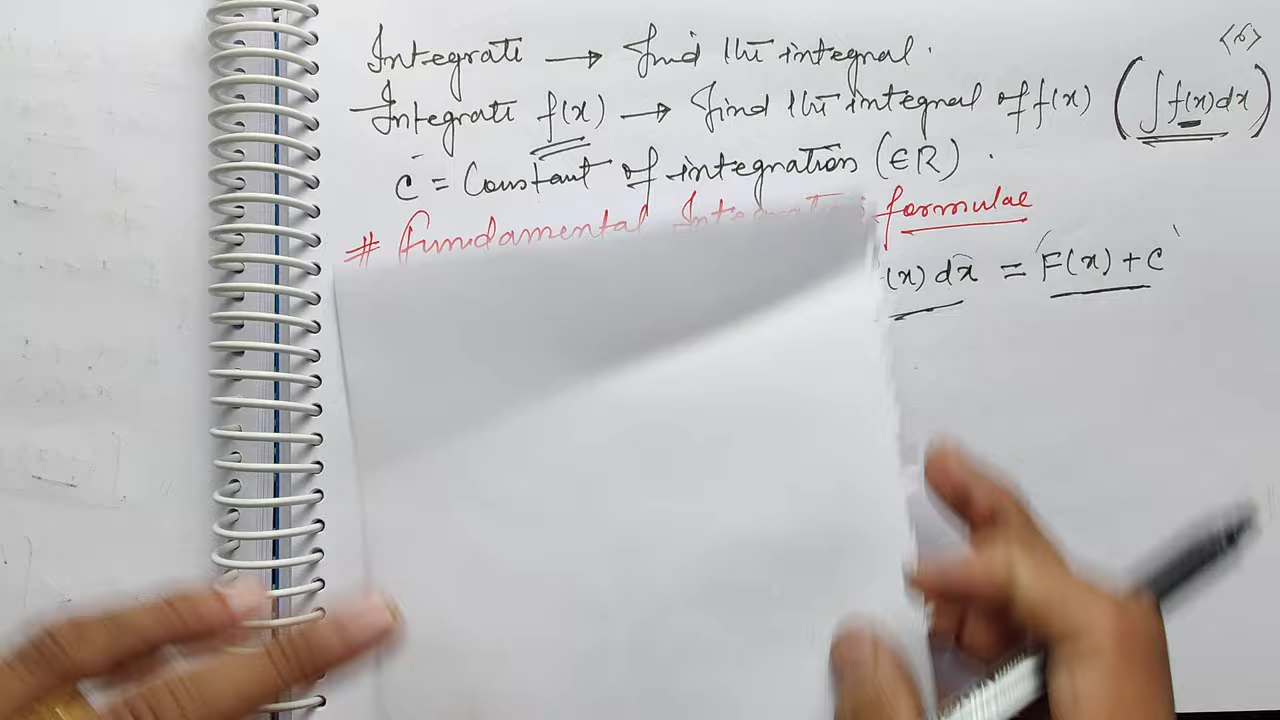 Integrate → find the integral.
Integrate f(x) → find the integral of f(x) (∫f(x)dx)
c = Constant of integration (∈R).
# fundamental formulae
(x) dx = F(x) + c